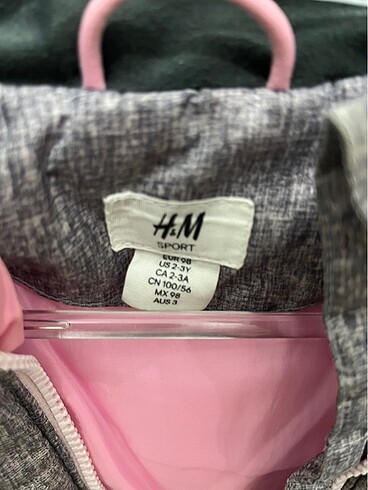 H&M
SPORT
EUR 98
US 2-3Y
CA 2-3A
CN 100/56
MX 98
AUS 3